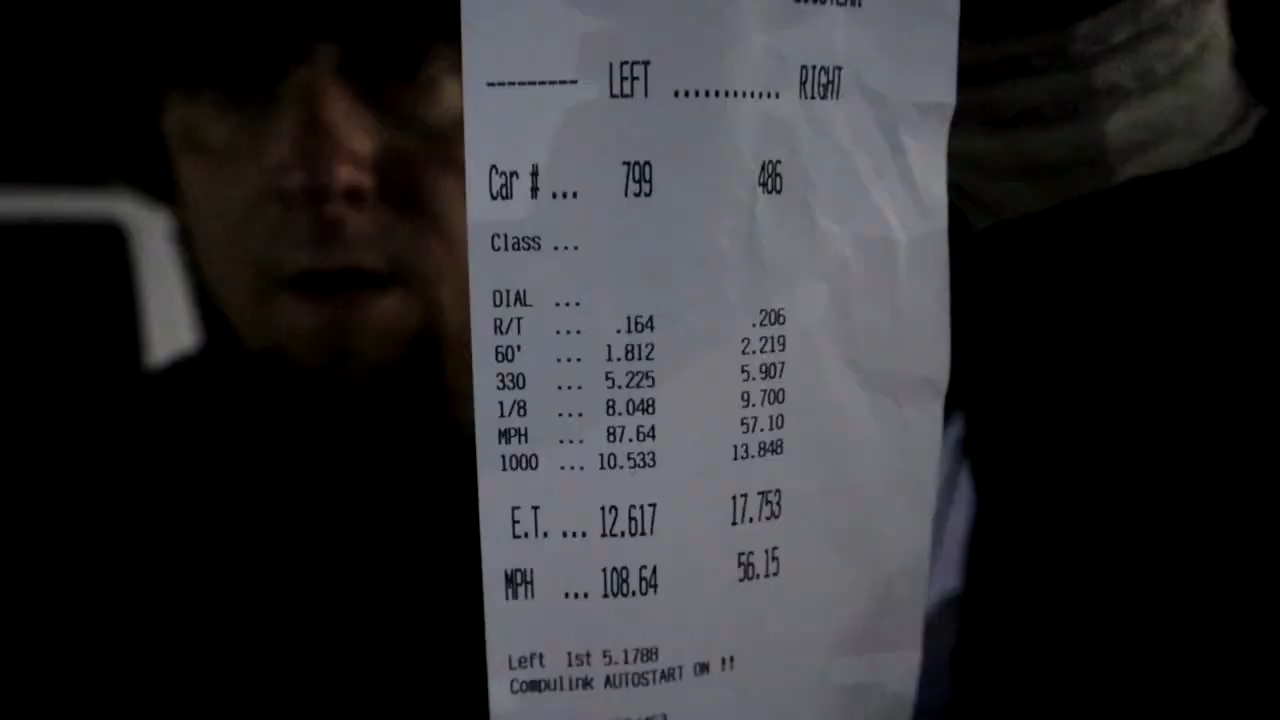 --------- LEFT ............ RIGHT
Car # ... 799 486
Class ...
DIAL ...
R/T ... .164 .206
60' ... 1.812 2.219
330 ... 5.225 5.907
1/8 ... 8.048 9.700
MPH ... 87.64 57.10
1000 ... 10.533 13.848
E.T. ... 12.617 17.753
MPH ... 108.64 56.15
Left 1st 5.1788
Compulink AUTOSTART ON !!